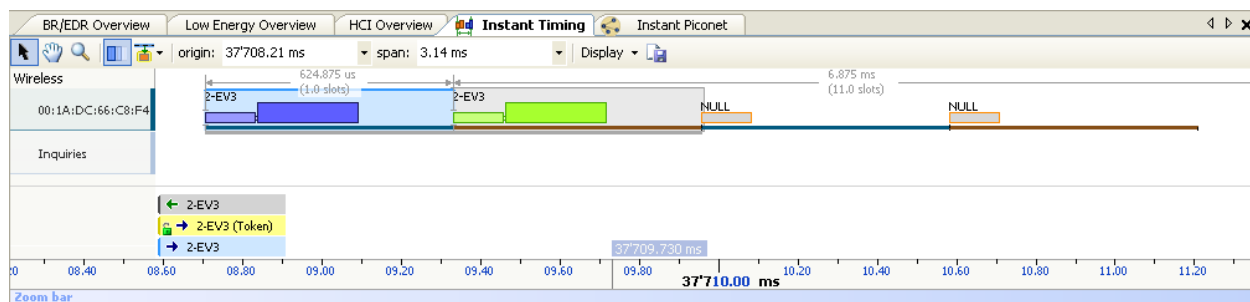 BR/EDR Overview Low Energy Overview HCI Overview Instant Timing Instant Piconet
origin: 37'708.21 ms span: 3.14 ms Display
Wireless
624.875 us 6.875 ms
(1.0 slots) (11.0 slots)
2-EV3 2-EV3 NULL NULL
00:1A:DC:66:C8:F4
Inquiries
2-EV3
2-EV3 (Token)
2-EV3
37'709.730 ms
08.40 08.60 08.80 09.00 09.20 09.40 09.60 09.80 37'710.00 ms 10.20 10.40 10.60 10.80 11.00 11.20
Zoom bar